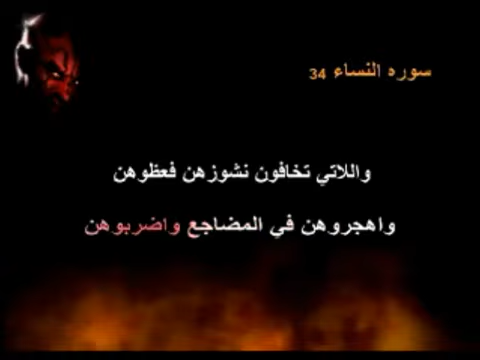 سوره النساء 34
واللاتي تخافون نشوزهن فعظوهن
واهجروهن في المضاجع واضربوهن